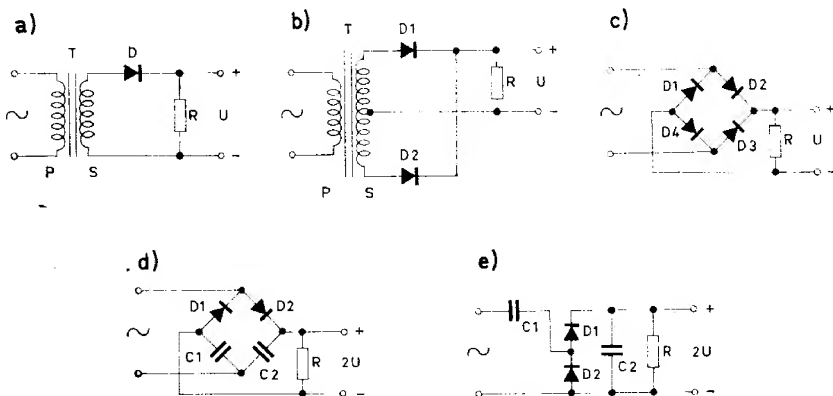 a)
T D
+
R U
-
P S
b)
T D1
+
R U
-
D2
P S
c)
D1 D2
+
D4 D3 R U
-
d)
D1 D2
+
C1 C2 R 2U
-
e)
C1
+
D1
C2 R 2U
D2
-